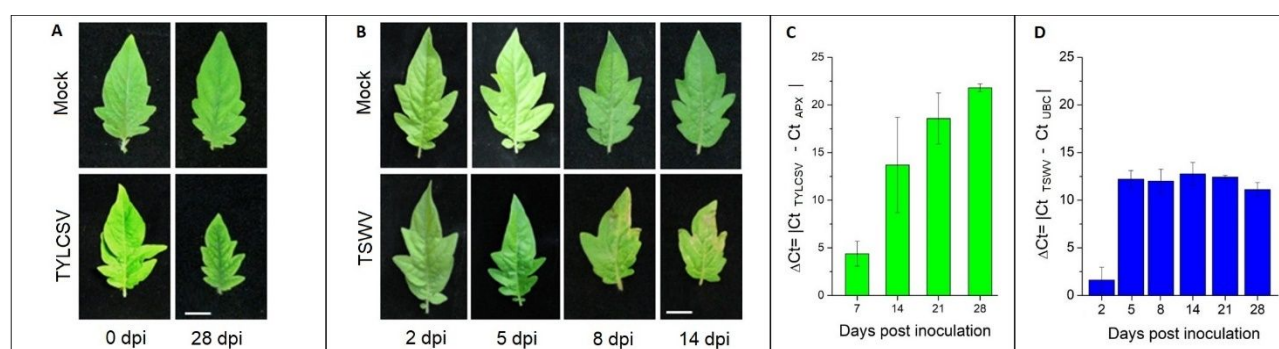 A
Mock
TYLCSV
0 dpi 28 dpi
B
Mock
TSWV
2 dpi 5 dpi 8 dpi 14 dpi
C
ΔCt= |Ct TYLCSV - Ct APX |
25
20
15
10
5
0
7 14 21 28
Days post inoculation
D
ΔCt= |Ct TSWV - Ct UBC |
25
20
15
10
5
0
2 5 8 14 21 28
Days post inoculation